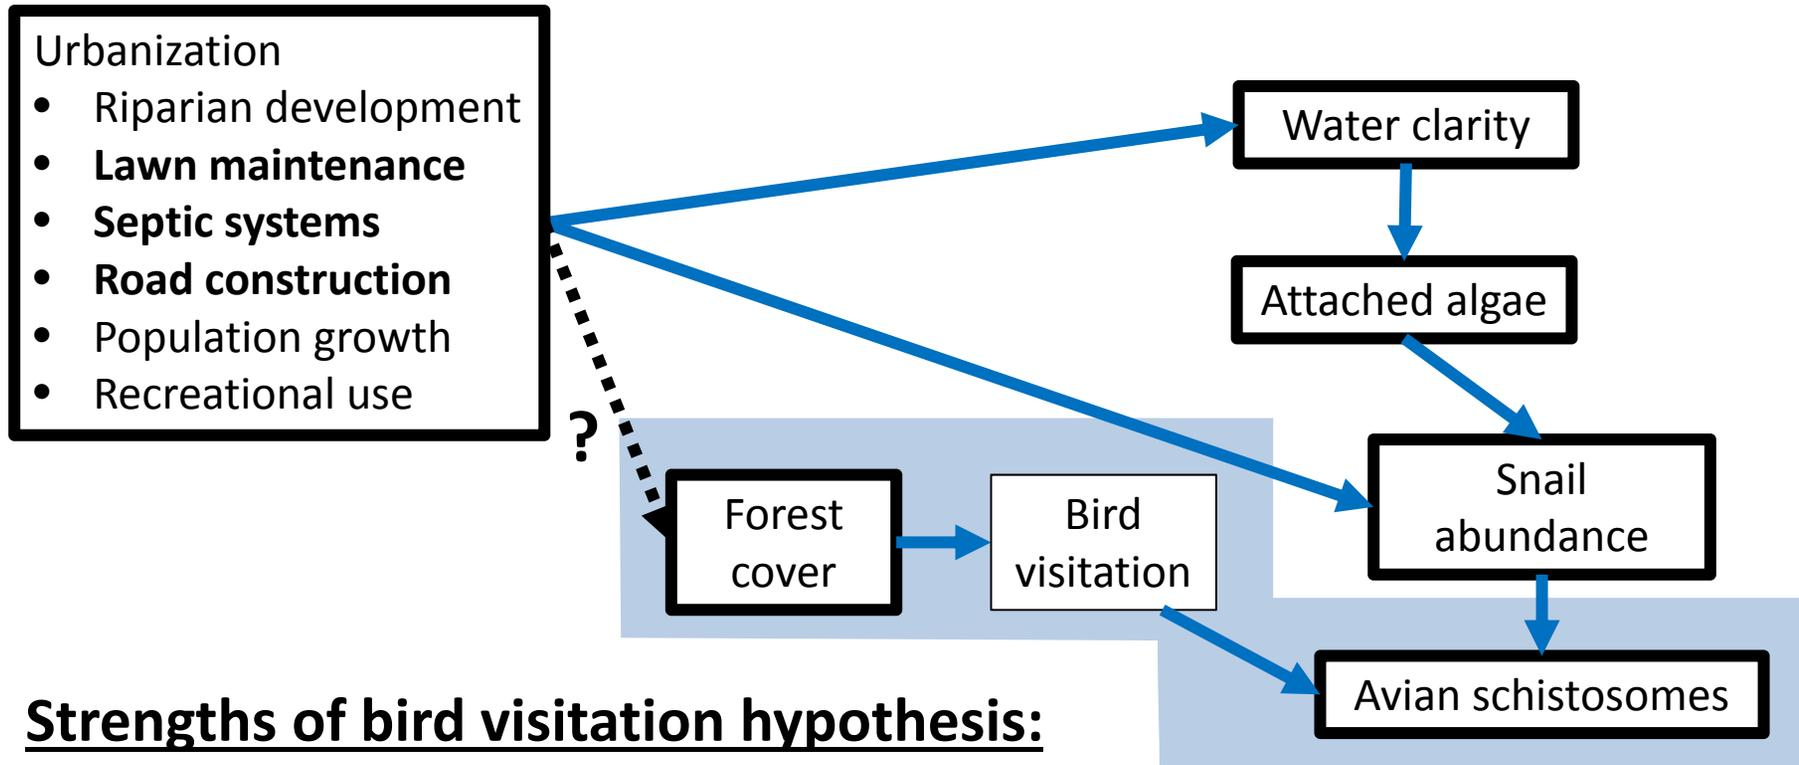 Urbanization
• Riparian development
• Lawn maintenance
• Septic systems
• Road construction
• Population growth
• Recreational use
Water clarity
Attached algae
?
Forest
cover
Bird
visitation
Snail
abundance
Avian schistosomes
Strengths of bird visitation hypothesis: